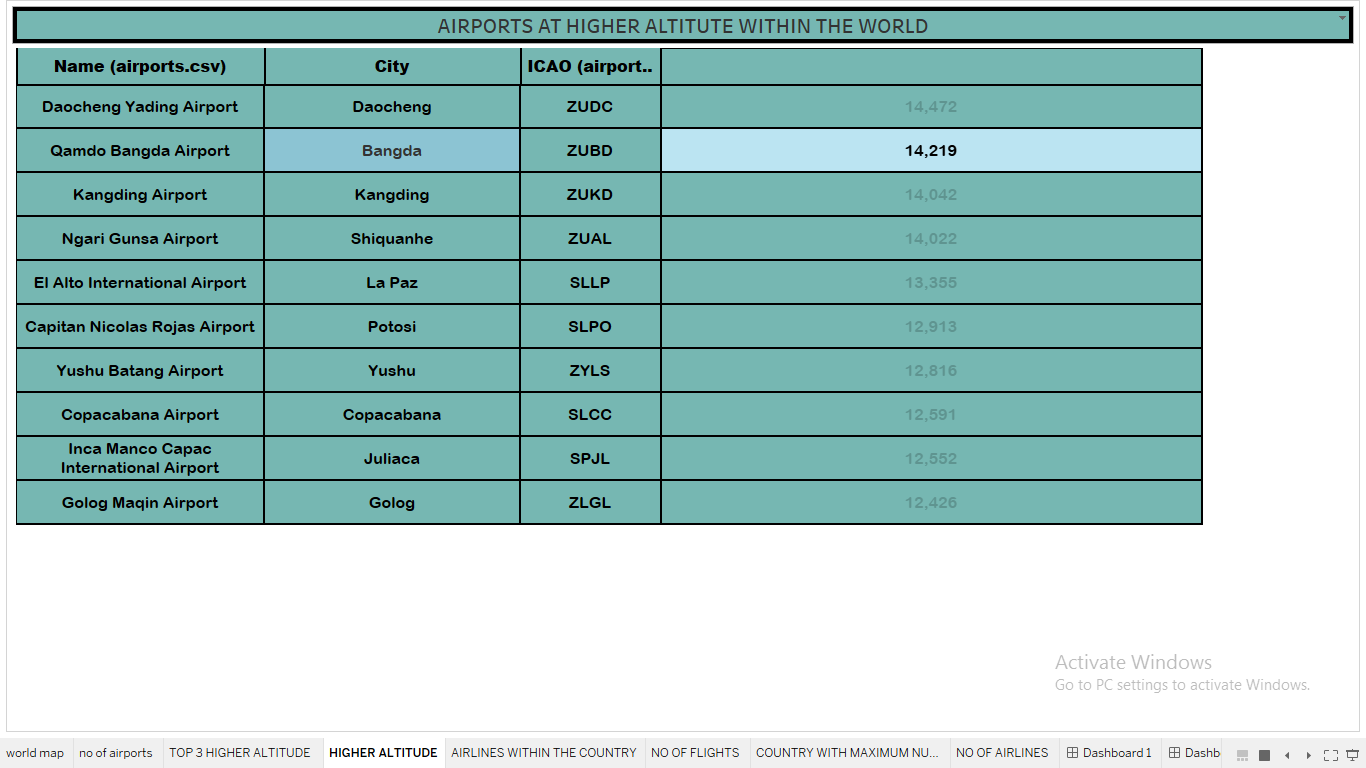 AIRPORTS AT HIGHER ALTITUTE WITHIN THE WORLD
Name (airports.csv) City ICAO (airport..
Daocheng Yading Airport Daocheng ZUDC 14,472
Qamdo Bangda Airport Bangda ZUBD 14,219
Kangding Airport Kangding ZUKD 14,042
Ngari Gunsa Airport Shiquanhe ZUAL 14,022
El Alto International Airport La Paz SLLP 13,355
Capitan Nicolas Rojas Airport Potosi SLPO 12,913
Yushu Batang Airport Yushu ZYLS 12,816
Copacabana Airport Copacabana SLCC 12,591
Inca Manco Capac
International Airport Juliaca SPJL 12,552
Golog Maqin Airport Golog ZLGL 12,426
Activate Windows
Go to PC settings to activate Windows.
world map no of airports TOP 3 HIGHER ALTITUDE HIGHER ALTITUDE AIRLINES WITHIN THE COUNTRY NO OF FLIGHTS COUNTRY WITH MAXIMUM NU... NO OF AIRLINES Dashboard 1 Dashb